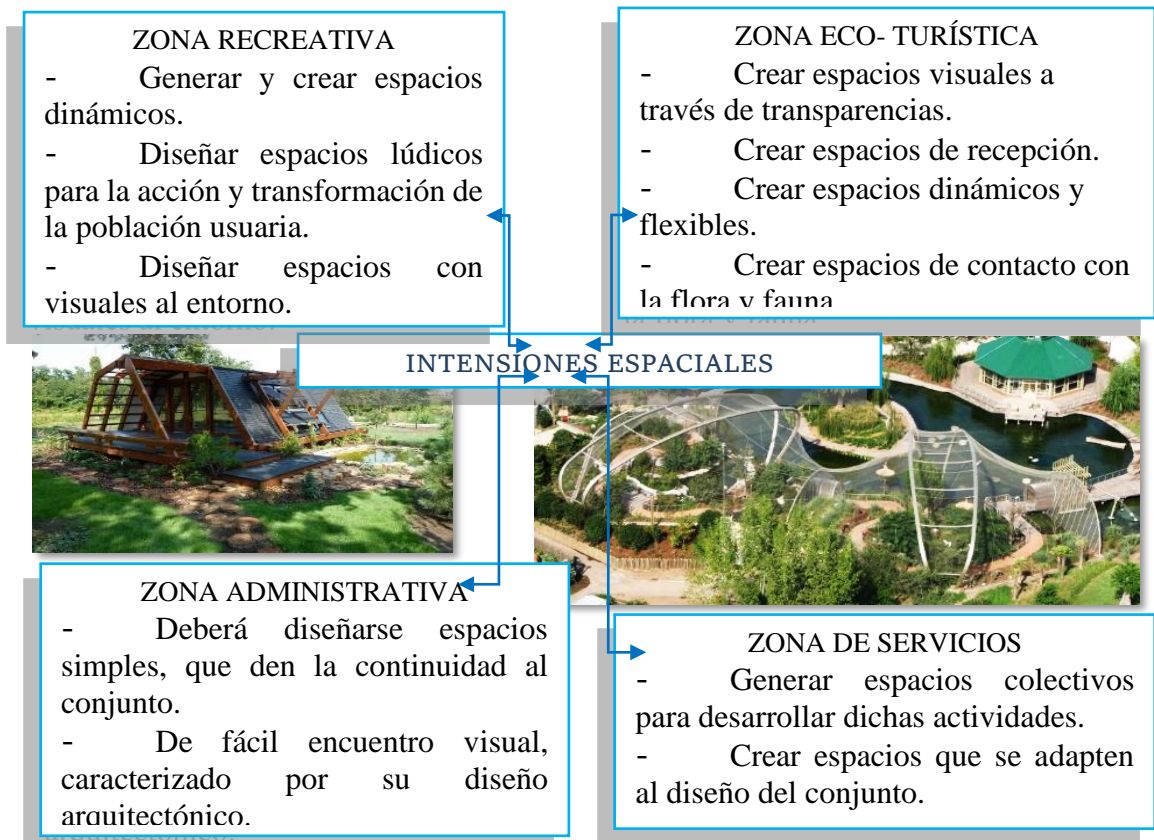 ZONA RECREATIVA
- Generar y crear espacios
dinámicos.
- Diseñar espacios lúdicos
para la acción y transformación de
la población usuaria.
- Diseñar espacios con
visuales al entorno.
ZONA ECO- TURÍSTICA
- Crear espacios visuales a
través de transparencias.
- Crear espacios de recepción.
- Crear espacios dinámicos y
flexibles.
- Crear espacios de contacto con
la flora y fauna
INTENSIONES ESPACIALES
ZONA ADMINISTRATIVA
- Deberá diseñarse espacios
simples, que den la continuidad al
conjunto.
- De fácil encuentro visual,
caracterizado por su diseño
arquitectónico.
ZONA DE SERVICIOS
- Generar espacios colectivos
para desarrollar dichas actividades.
- Crear espacios que se adapten
al diseño del conjunto.